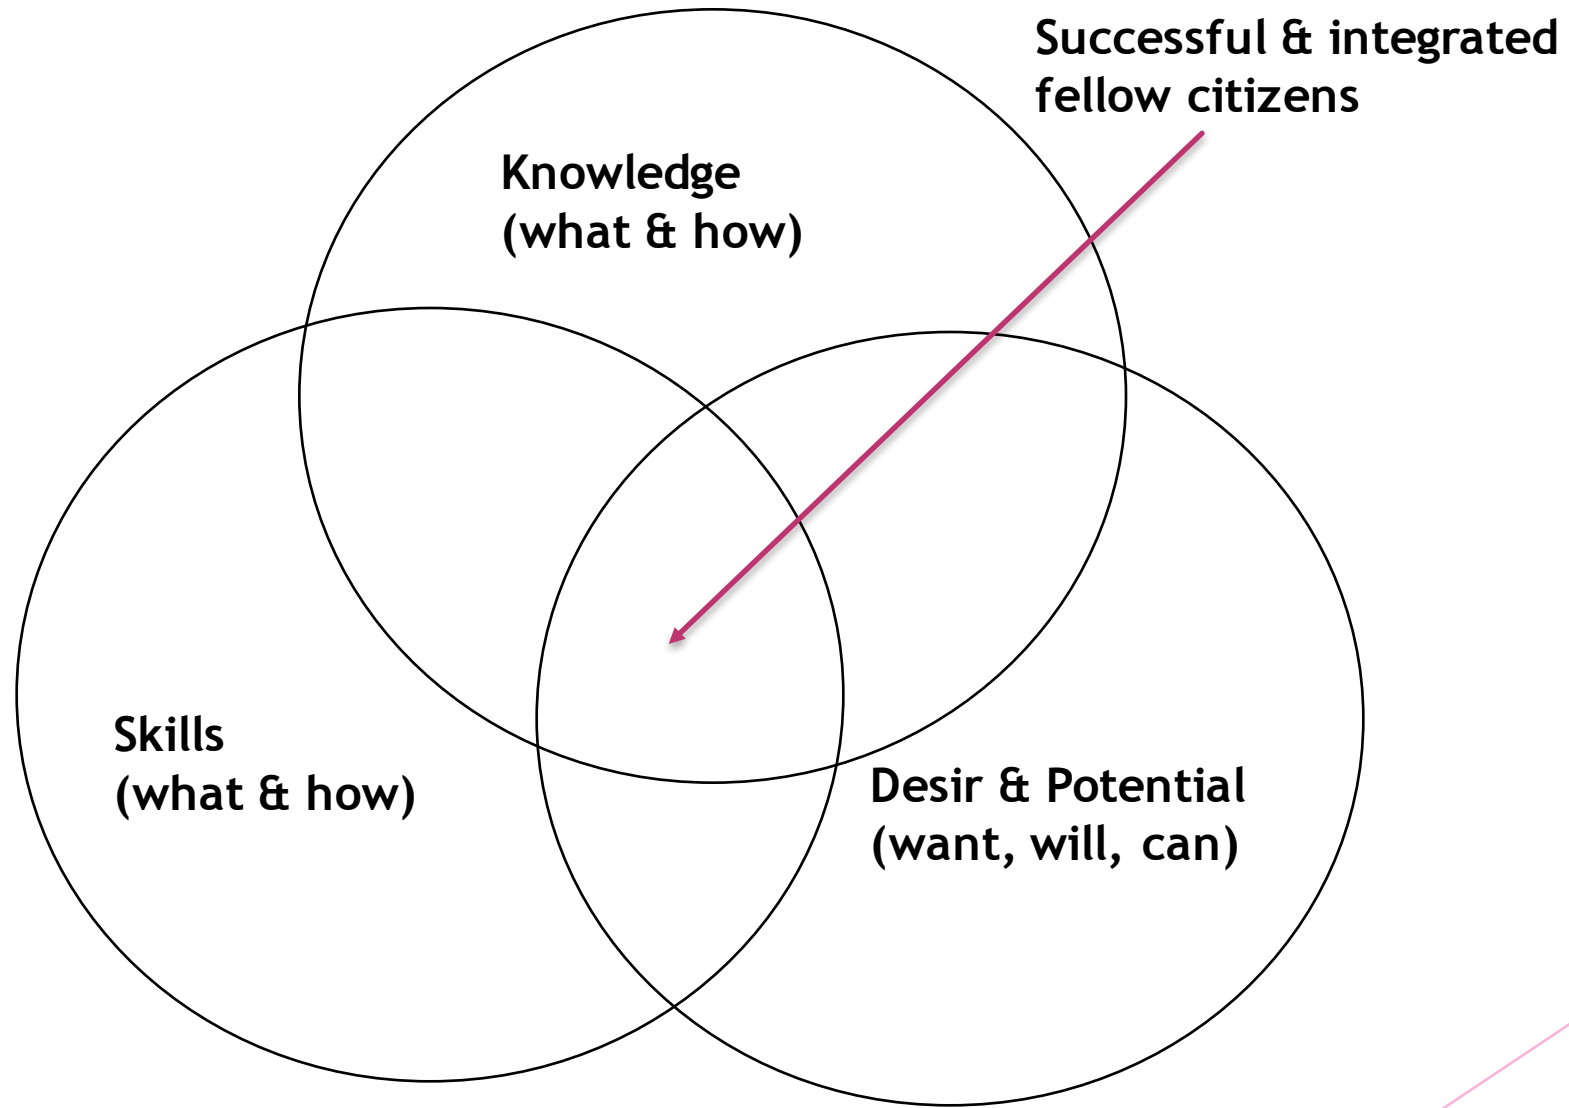 Successful & integrated
fellow citizens
Knowledge
(what & how)
Skills
(what & how)
Desir & Potential
(want, will, can)